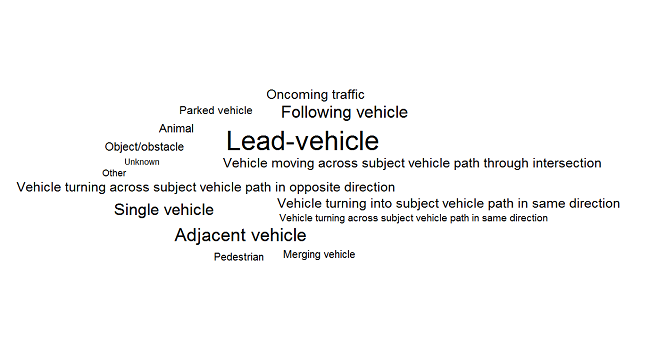 Oncoming traffic
Parked vehicle
Following vehicle
Animal
Lead-vehicle
Object/obstacle
Unknown
Vehicle moving across subject vehicle path through intersection
Other
Vehicle turning across subject vehicle path in opposite direction
Vehicle turning into subject vehicle path in same direction
Single vehicle
Vehicle turning across subject vehicle path in same direction
Adjacent vehicle
Pedestrian
Merging vehicle